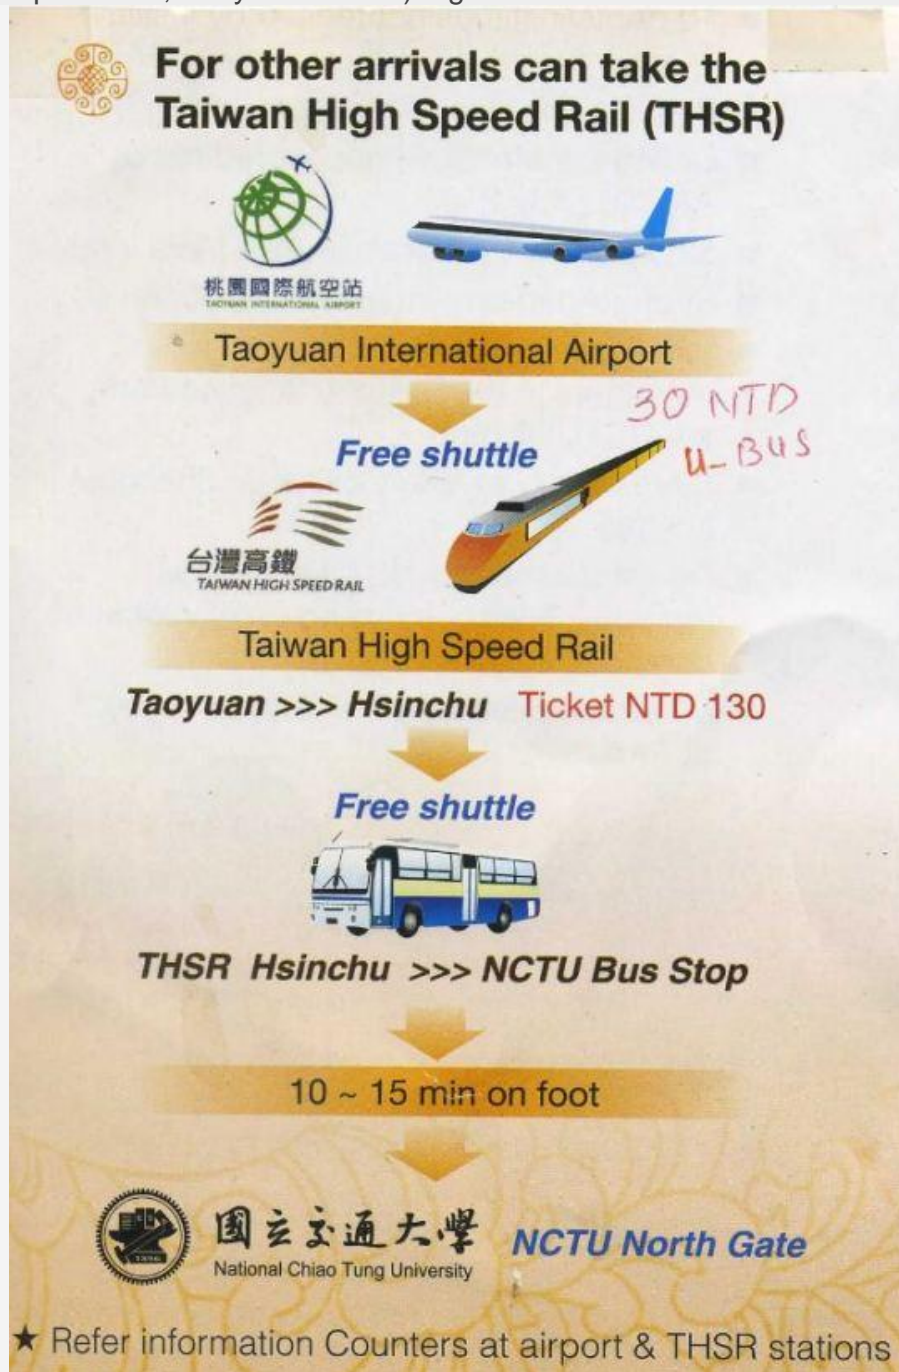 For other arrivals can take the
Taiwan High Speed Rail (THSR)
桃園國際航空站
TAOYUAN INTERNATIONAL AIRPORT
Taoyuan International Airport
30 NTD
U-BUS
Free shuttle
台灣高鐵
TAIWAN HIGH SPEED RAIL
Taiwan High Speed Rail
Taoyuan >>> Hsinchu Ticket NTD 130
Free shuttle
THSR Hsinchu >>> NCTU Bus Stop
10 ~ 15 min on foot
國立交通大學
National Chiao Tung University
NCTU North Gate
★ Refer information Counters at airport & THSR stations